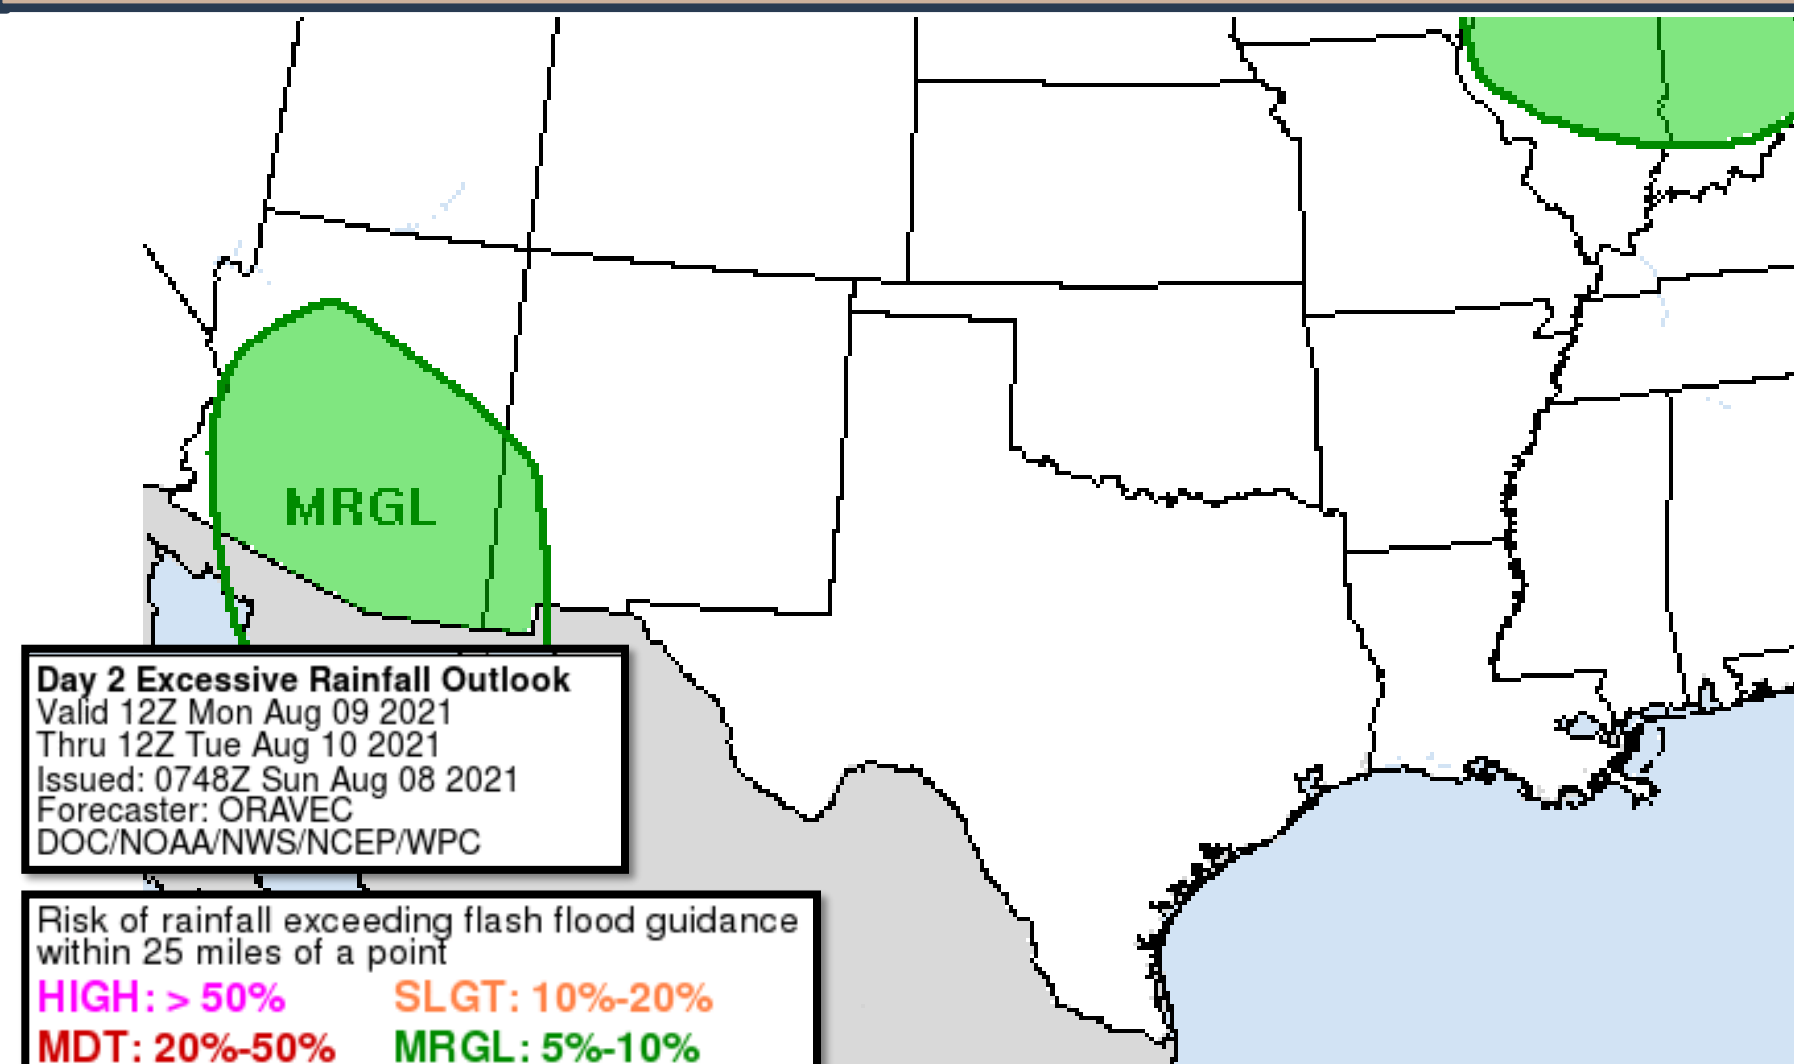 MRGL
Day 2 Excessive Rainfall Outlook
Valid 12Z Mon Aug 09 2021
Thru 12Z Tue Aug 10 2021
Issued: 0748Z Sun Aug 08 2021
Forecaster: ORAVEC
DOC/NOAA/NWS/NCEP/WPC
Risk of rainfall exceeding flash flood guidance
within 25 miles of a point
HIGH: > 50% SLGT: 10%-20%
MDT: 20%-50% MRGL: 5%-10%